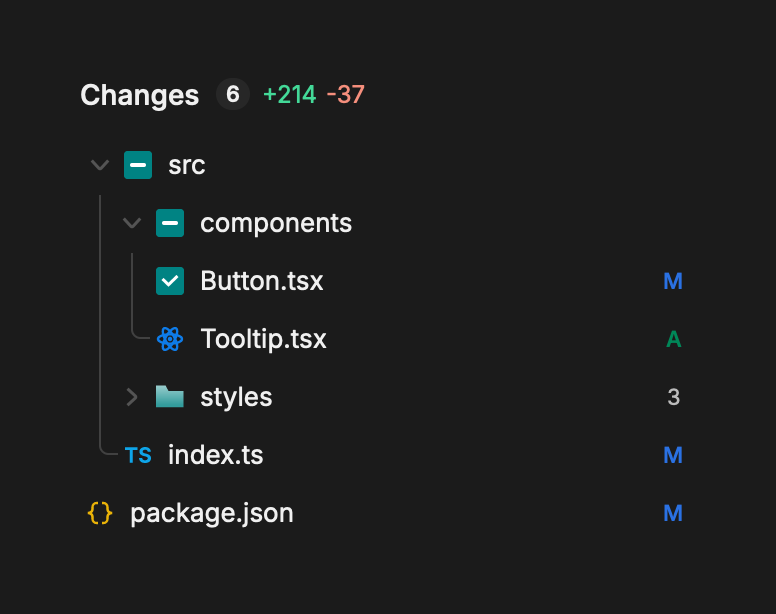 Changes 6 +214 -37
src
components
Button.tsx M
Tooltip.tsx A
styles 3
TS index.ts M
{} package.json M